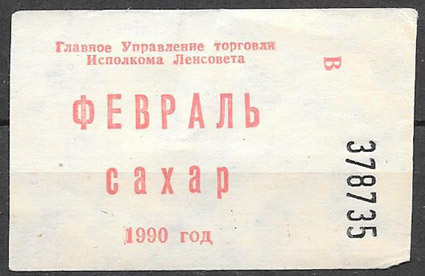 Главное Управление торговли
Исполкома Ленсовета
В
ФЕВРАЛЬ
сахар
1990 год
378735